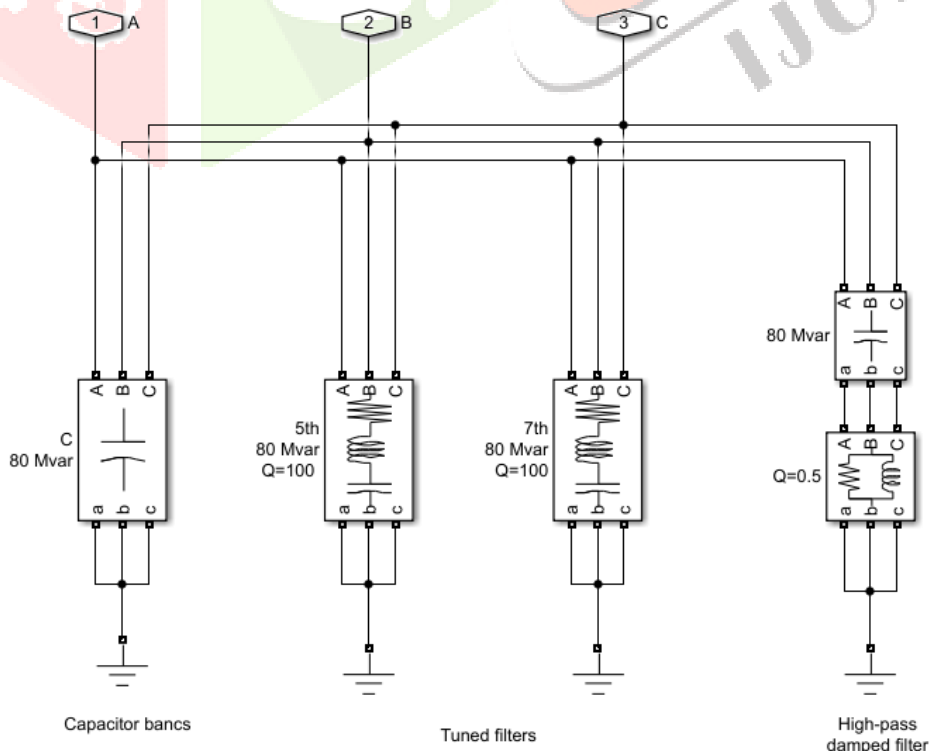 1 A 2 B 3 C
IJC
A B C
80 Mvar
a b c
A B C
C
80 Mvar
a b c
A B C
5th
80 Mvar
Q=100
a b c
A B C
7th
80 Mvar
Q=100
a b c
A B C
Q=0.5
a b c
Capacitor bancs
Tuned filters
High-pass
damped filter